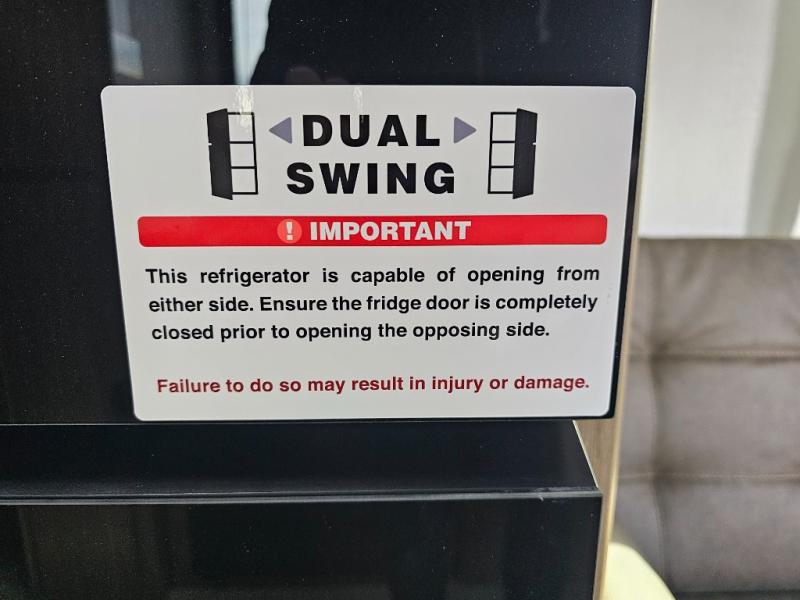 DUAL
SWING
! IMPORTANT
This refrigerator is capable of opening from
either side. Ensure the fridge door is completely
closed prior to opening the opposing side.
Failure to do so may result in injury or damage.